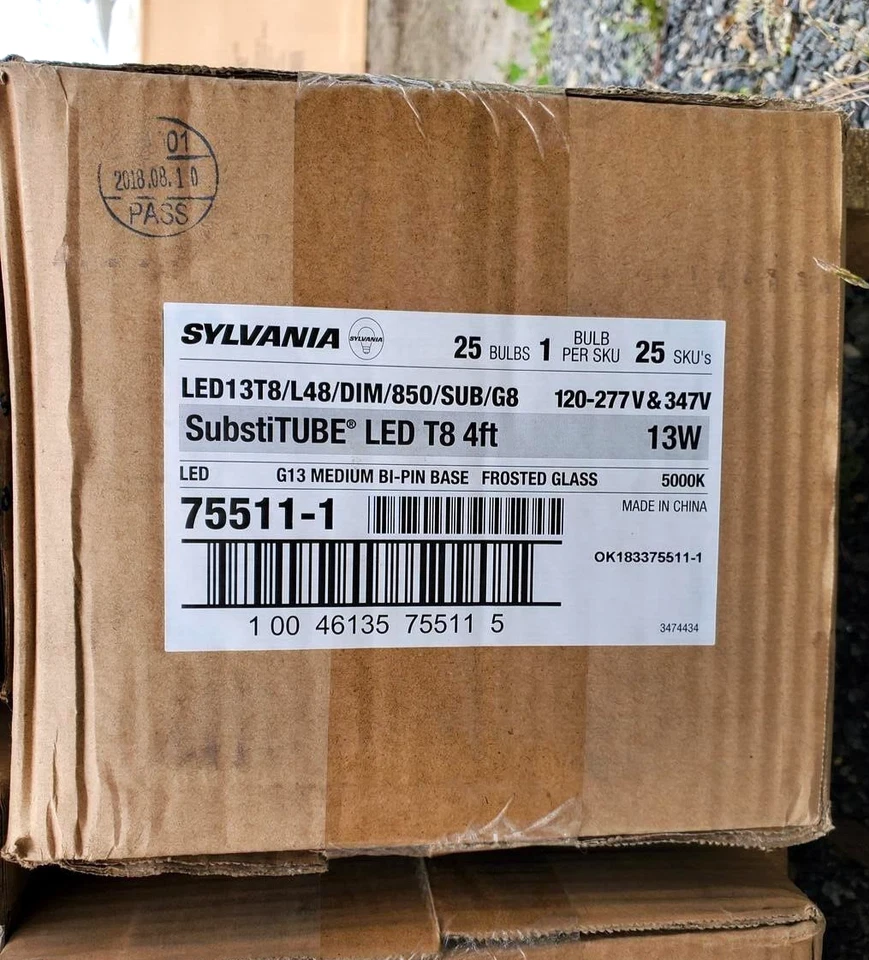 01
2018.08.10
PASS
SYLVANIA SYLVANIA 25 BULBS 1 BULB PER SKU 25 SKU's
LED13T8/L48/DIM/850/SUB/G8 120-277V & 347V
SubstiTUBE® LED T8 4ft 13W
LED G13 MEDIUM BI-PIN BASE FROSTED GLASS 5000K
75511-1 MADE IN CHINA
OK183375511-1
1 00 46135 75511 5 3474434